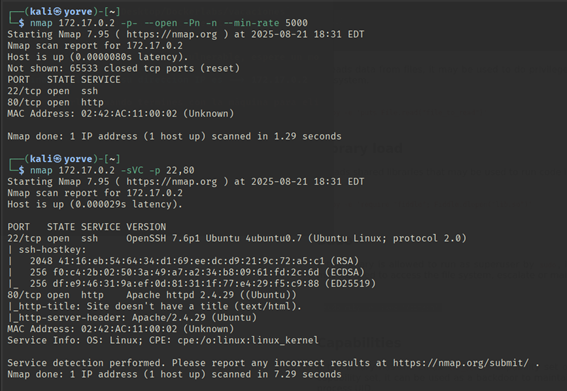 ┌──(kali㉿yorve)-[~]
└─$ nmap 172.17.0.2 -p- --open -Pn -n --min-rate 5000
Starting Nmap 7.95 ( https://nmap.org ) at 2025-08-21 18:31 EDT
Nmap scan report for 172.17.0.2
Host is up (0.0000080s latency).
Not shown: 65533 closed tcp ports (reset)
PORT   STATE SERVICE
22/tcp open  ssh
80/tcp open  http
MAC Address: 02:42:AC:11:00:02 (Unknown)
Nmap done: 1 IP address (1 host up) scanned in 1.29 seconds
┌──(kali㉿yorve)-[~]
└─$ nmap 172.17.0.2 -sVC -p 22,80
Starting Nmap 7.95 ( https://nmap.org ) at 2025-08-21 18:31 EDT
Nmap scan report for 172.17.0.2
Host is up (0.000029s latency).
PORT   STATE SERVICE VERSION
22/tcp open  ssh     OpenSSH 7.6p1 Ubuntu 4ubuntu0.7 (Ubuntu Linux; protocol 2.0)
| ssh-hostkey:
|   2048 41:16:eb:54:64:34:d1:69:ee:dc:d9:21:9c:72:a5:c1 (RSA)
|   256 f0:c4:2b:02:50:3a:49:a7:a2:34:b8:09:61:fd:2c:6d (ECDSA)
|_  256 df:e9:46:31:9a:ef:0d:81:31:1f:77:e4:29:f5:c9:88 (ED25519)
80/tcp open  http    Apache httpd 2.4.29 ((Ubuntu))
|_http-title: Site doesn't have a title (text/html).
|_http-server-header: Apache/2.4.29 (Ubuntu)
MAC Address: 02:42:AC:11:00:02 (Unknown)
Service Info: OS: Linux; CPE: cpe:/o:linux:linux_kernel
Service detection performed. Please report any incorrect results at https://nmap.org/submit/ .
Nmap done: 1 IP address (1 host up) scanned in 7.29 seconds